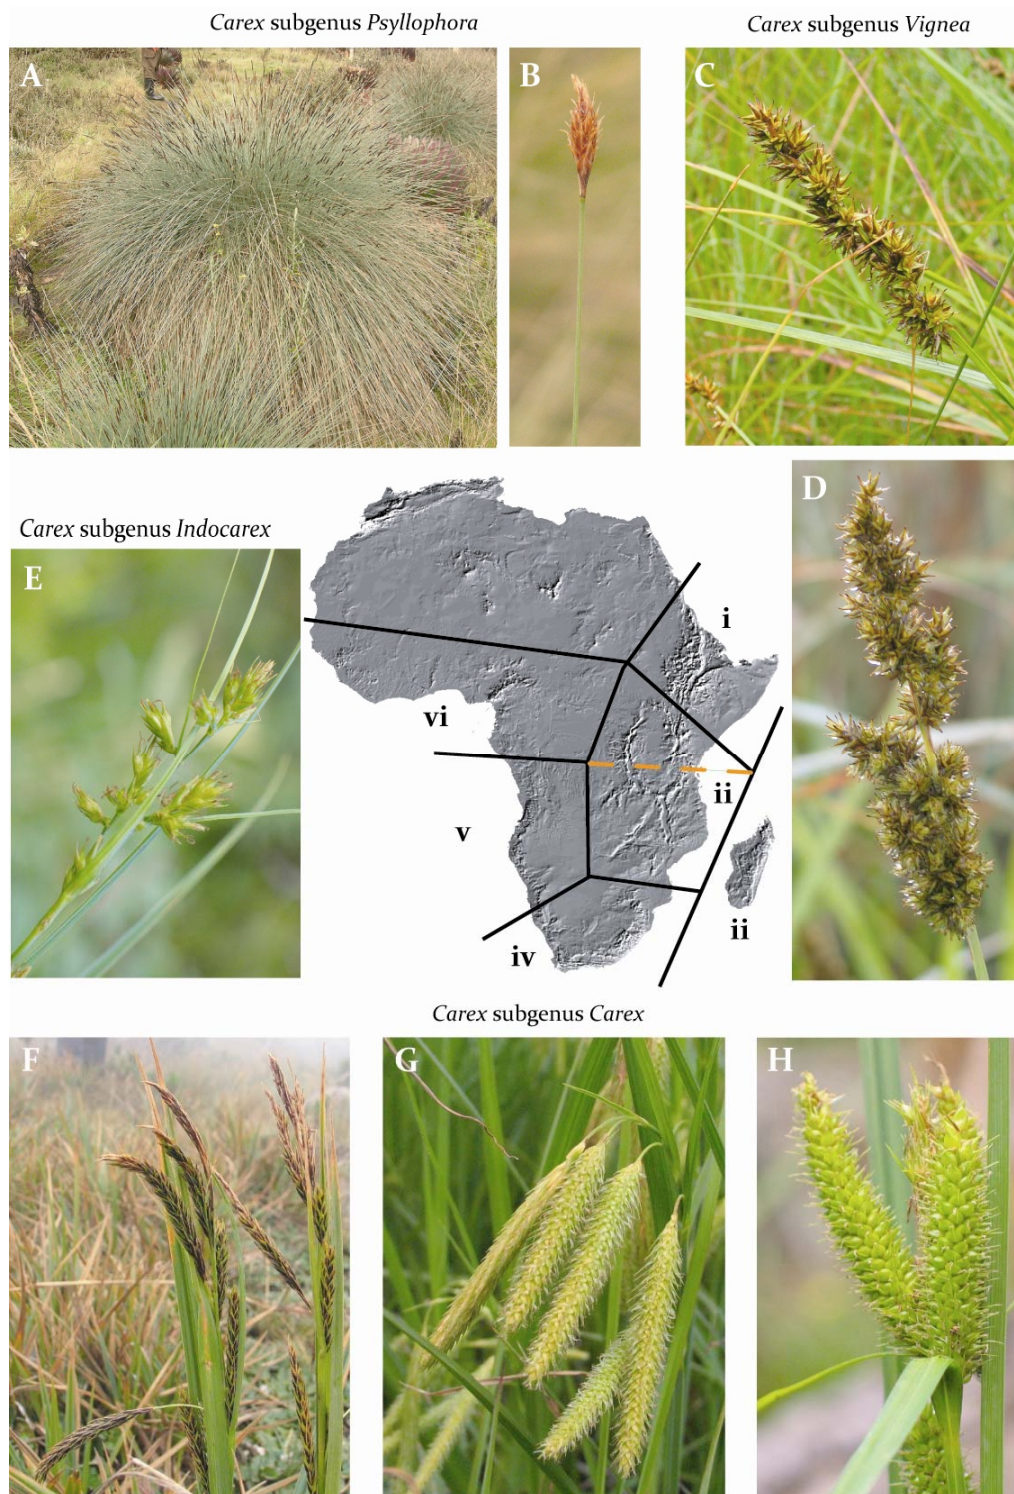 Carex subgenus Psyllophora
Carex subgenus Vignea
A
B
C
D
Carex subgenus Indocarex
E
i
vi
ii
v
ii
iv
Carex subgenus Carex
F
G
H